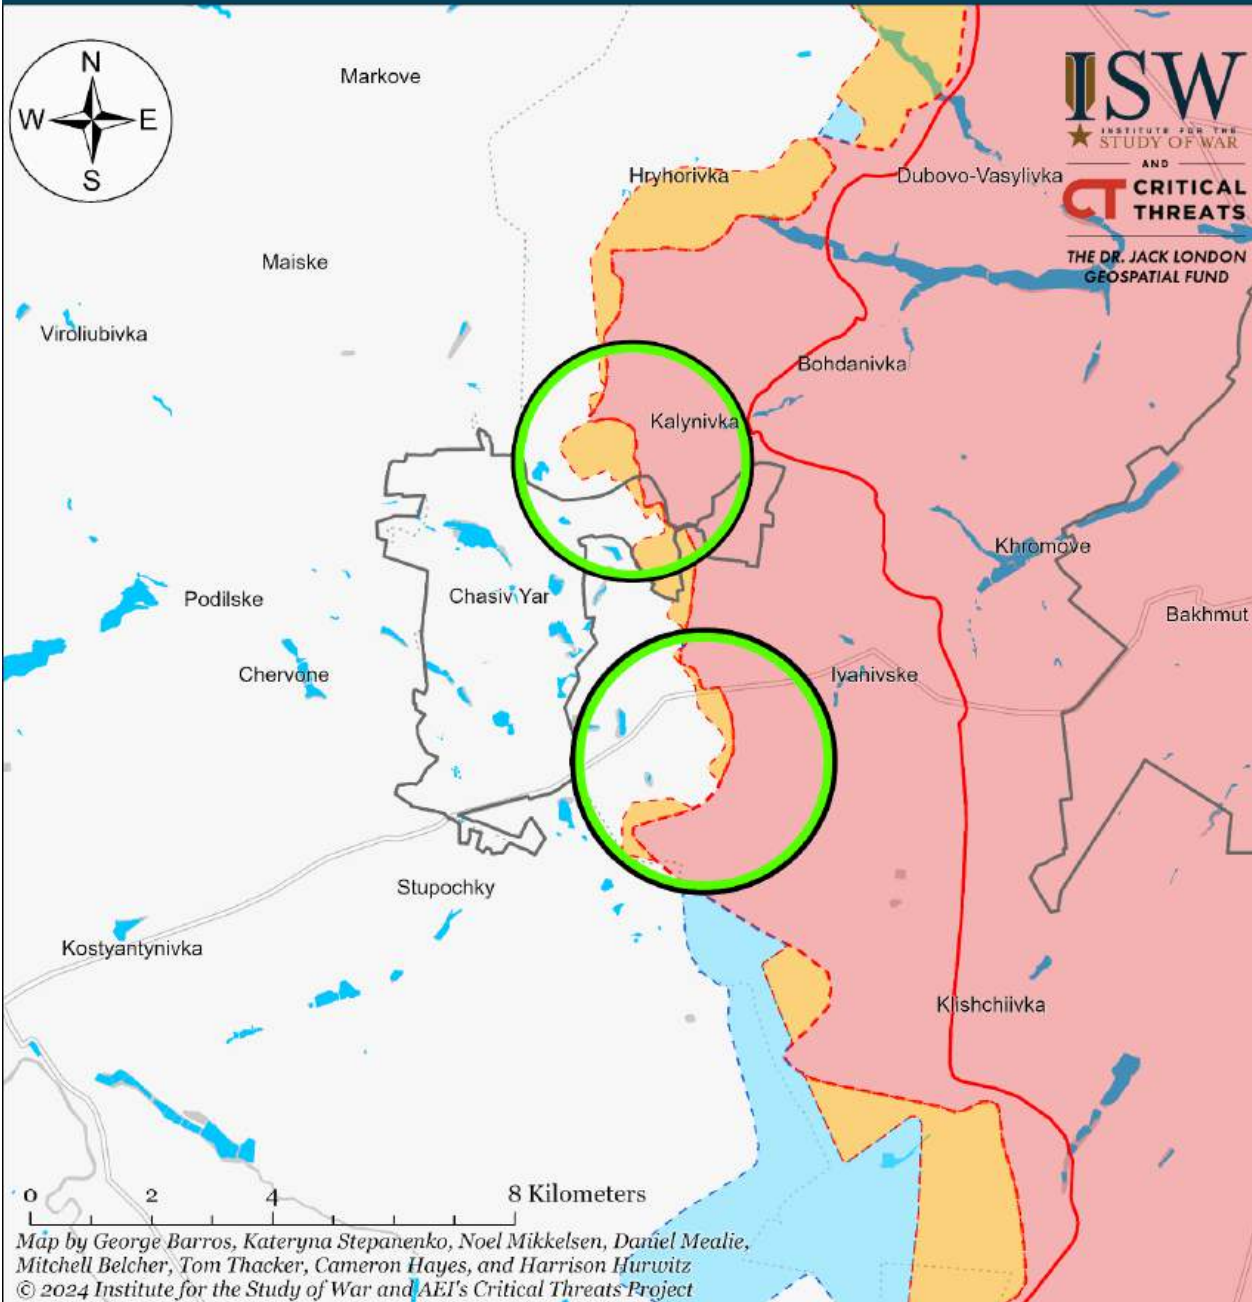 N
W E
S
Markove
ISW
INSTITUTE FOR THE
STUDY OF WAR
AND
CT CRITICAL
THREATS
THE DR. JACK LONDON
GEOSPATIAL FUND
Hryhorivka
Dubovo-Vasylivka
Maiske
Viroliubivka
Bohdanivka
Kalynivka
Khromove
Podilske
Chasiv Yar
Bakhmut
Chervone
Ivahivske
Stupochky
Kostyantynivka
Klishchiivka
0 2 4 8 Kilometers
Map by George Barros, Kateryna Stepanenko, Noel Mikkelsen, Daniel Mealie,
Mitchell Belcher, Tom Thacker, Cameron Hayes, and Harrison Hurwitz
© 2024 Institute for the Study of War and AEI's Critical Threats Project